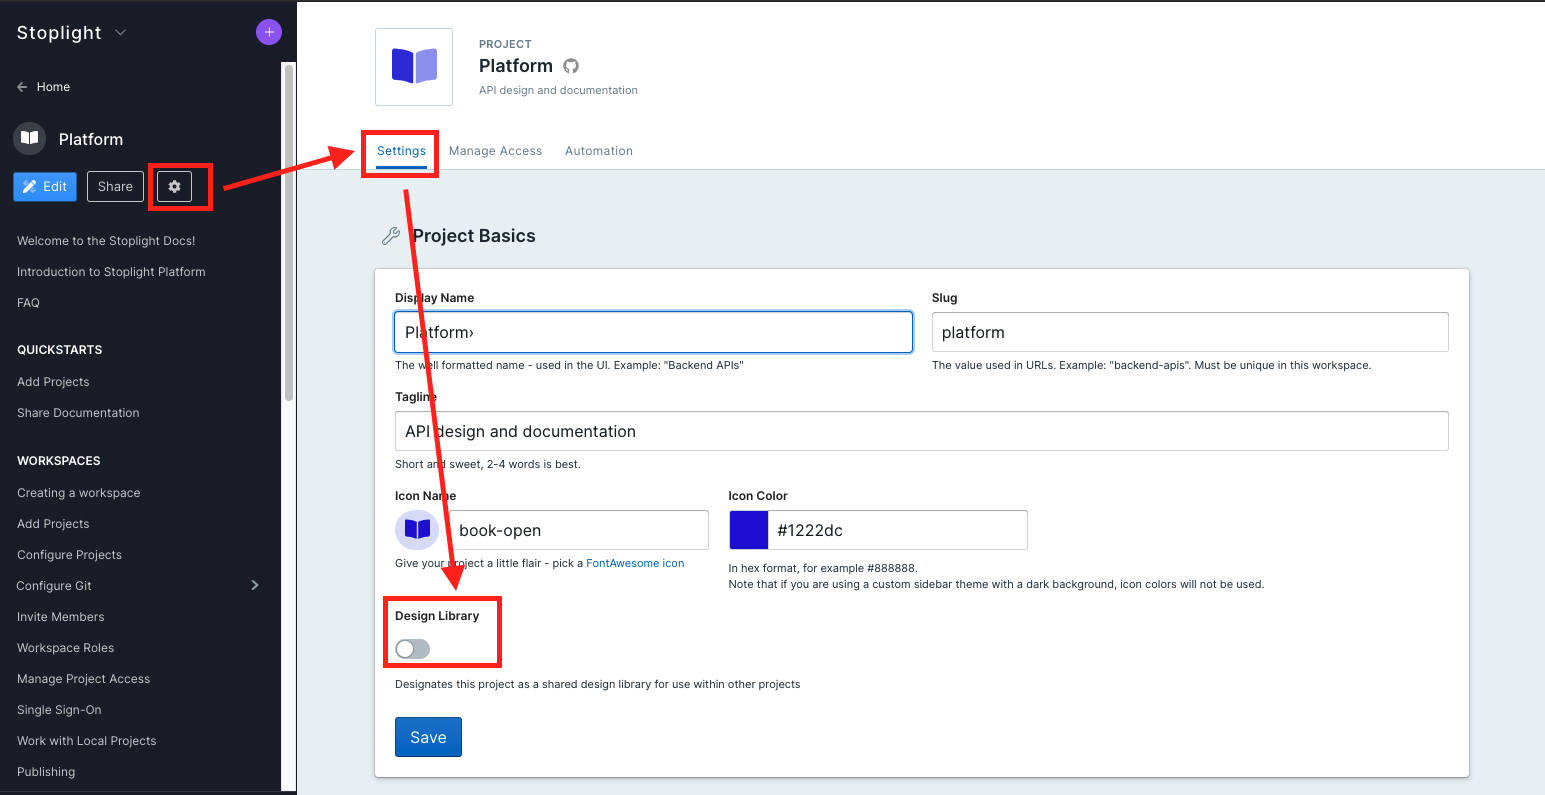 Stoplight
Home
Platform
Edit
Share
Welcome to the Stoplight Docs!
Introduction to Stoplight Platform
FAQ
QUICKSTARTS
Add Projects
Share Documentation
WORKSPACES
Creating a workspace
Add Projects
Configure Projects
Configure Git
Invite Members
Workspace Roles
Manage Project Access
Single Sign-On
Work with Local Projects
Publishing
PROJECT
Platform
API design and documentation
Settings
Manage Access
Automation
Project Basics
Display Name
Platform›
The well formatted name - used in the UI. Example: "Backend APIs"
Slug
platform
The value used in URLs. Example: "backend-apis". Must be unique in this workspace.
Tagline
API design and documentation
Short and sweet, 2-4 words is best.
Icon Name
book-open
Give your project a little flair - pick a FontAwesome icon
Icon Color
#1222dc
In hex format, for example #888888.
Note that if you are using a custom sidebar theme with a dark background, icon colors will not be used.
Design Library
Designates this project as a shared design library for use within other projects
Save